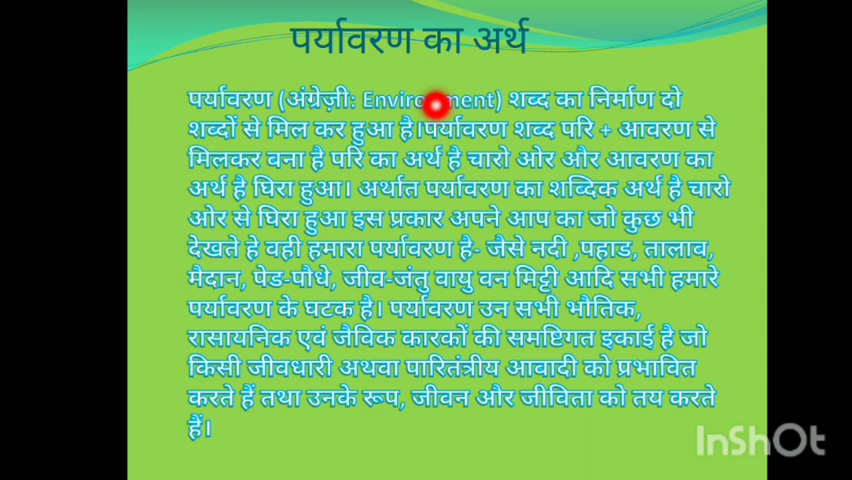 पर्यावरण का अर्थ
पर्यावरण (अंग्रेज़ी: Environment) शब्द का निर्माण दो
शब्दों से मिल कर हुआ है।पर्यावरण शब्द परि + आवरण से
मिलकर बना है परि का अर्थ है चारो ओर और आवरण का
अर्थ है घिरा हुआ। अर्थात पर्यावरण का शब्दिक अर्थ है चारो
ओर से घिरा हुआ इस प्रकार अपने आप का जो कुछ भी
देखते हे वही हमारा पर्यावरण है- जैसे नदी ,पहाड, तालाव,
मैदान, पेड-पौधे, जीव-जंतु वायु वन मिट्टी आदि सभी हमारे
पर्यावरण के घटक है। पर्यावरण उन सभी भौतिक,
रासायनिक एवं जैविक कारकों की समष्टिगत इकाई है जो
किसी जीवधारी अथवा पारितंत्रीय आबादी को प्रभावित
करते हैं तथा उनके रूप, जीवन और जीविता को तय करते
हैं।
InShOt